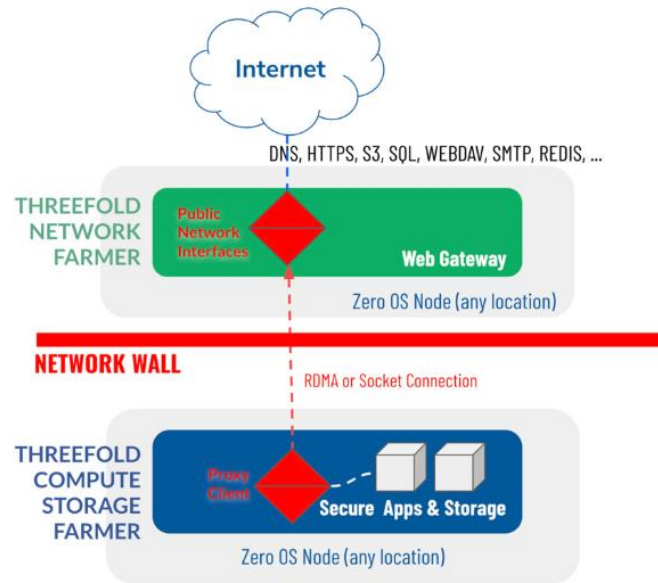 Internet
DNS, HTTPS, S3, SQL, WEBDAV, SMTP, REDIS, ...
THREEFOLD
NETWORK
FARMER
Public
Network
Interfaces
Web Gateway
Zero OS Node (any location)
NETWORK WALL
RDMA or Socket Connection
THREEFOLD
COMPUTE
STORAGE
FARMER
Proxy
Client
Secure Apps & Storage
Zero OS Node (any location)